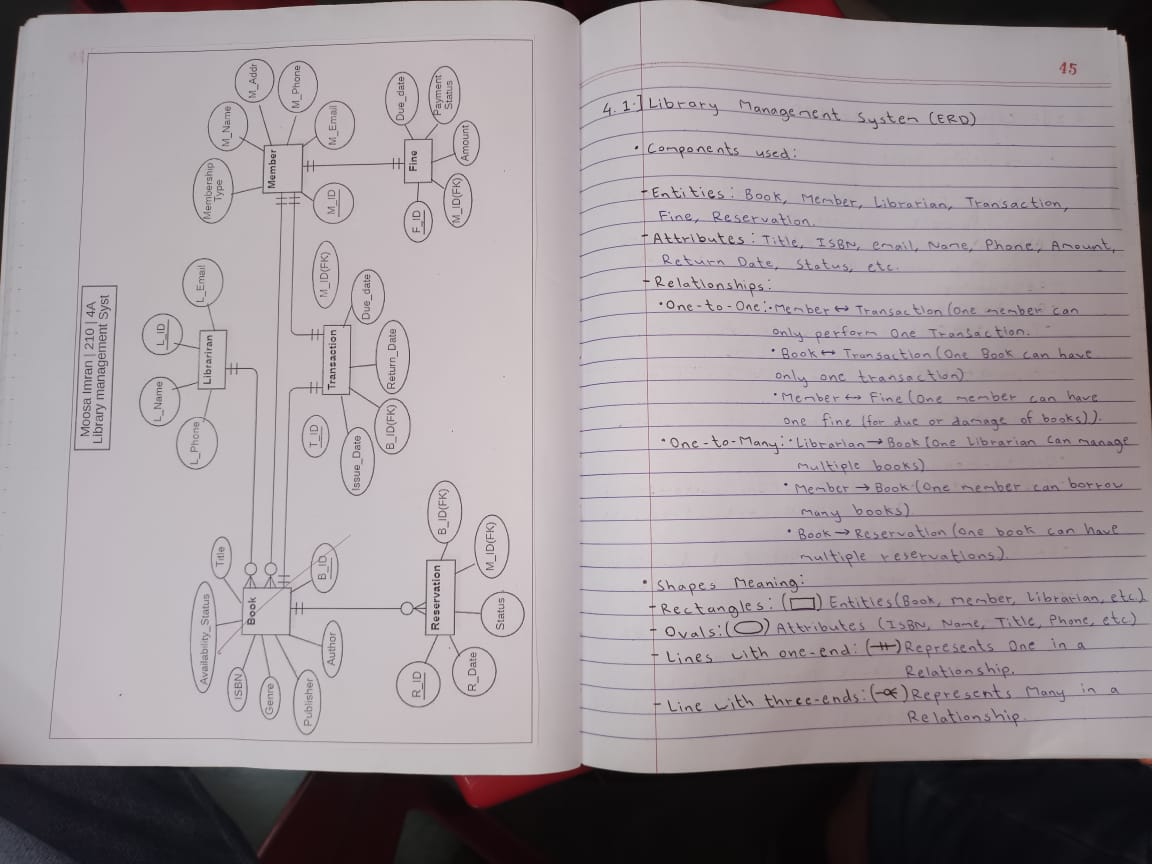 Moosa Imran | 210 | 4A
Library management Syst
L_Phone
L_Name
L_ID
L_Email
Librariran
Membership
Type
M_Name
M_Addr
M_Phone
M_Email
M_ID
Member
Due_date
Payment
Status
Amount
M_ID(FK)
F_ID
Fine
M_ID(FK)
Due_date
Return_Date
B_ID(FK)
Issue_Date
T_ID
Transaction
Title
Availability_Status
ISBN
Genre
Publisher
Author
B_ID
Book
B_ID(FK)
M_ID(FK)
Status
R_Date
R_ID
Reservation
45
4.1.] Library Management System (ERD)
• Components used:
- Entities: Book, Member, Librarian, Transaction,
Fine, Reservation.
- Attributes: Title, ISBN, email, Name, Phone, Amount,
Return Date, Status, etc.
- Relationships:
• One-to-One: • Member ↔ Transaction (one member can
only perform One Transaction.
• Book ↔ Transaction (One Book can have
only one transaction)
• Member ↔ Fine (One member can have
one fine (for due or damage of books)).
• One-to-Many: • Librarian → Book (One Librarian can manage
multiple books)
• Member → Book (One member can borrow
many books)
• Book → Reservation (one book can have
multiple reservations)
• Shapes Meaning:
- Rectangles: ( ) Entities (Book, Member, Librarian, etc)
- Ovals: ( ) Attributes (ISBN, Name, Title, Phone, etc)
- Lines with one-end: ( ) Represents One in a
Relationship.
- Line with three-ends: ( ) Represents Many in a
Relationship.